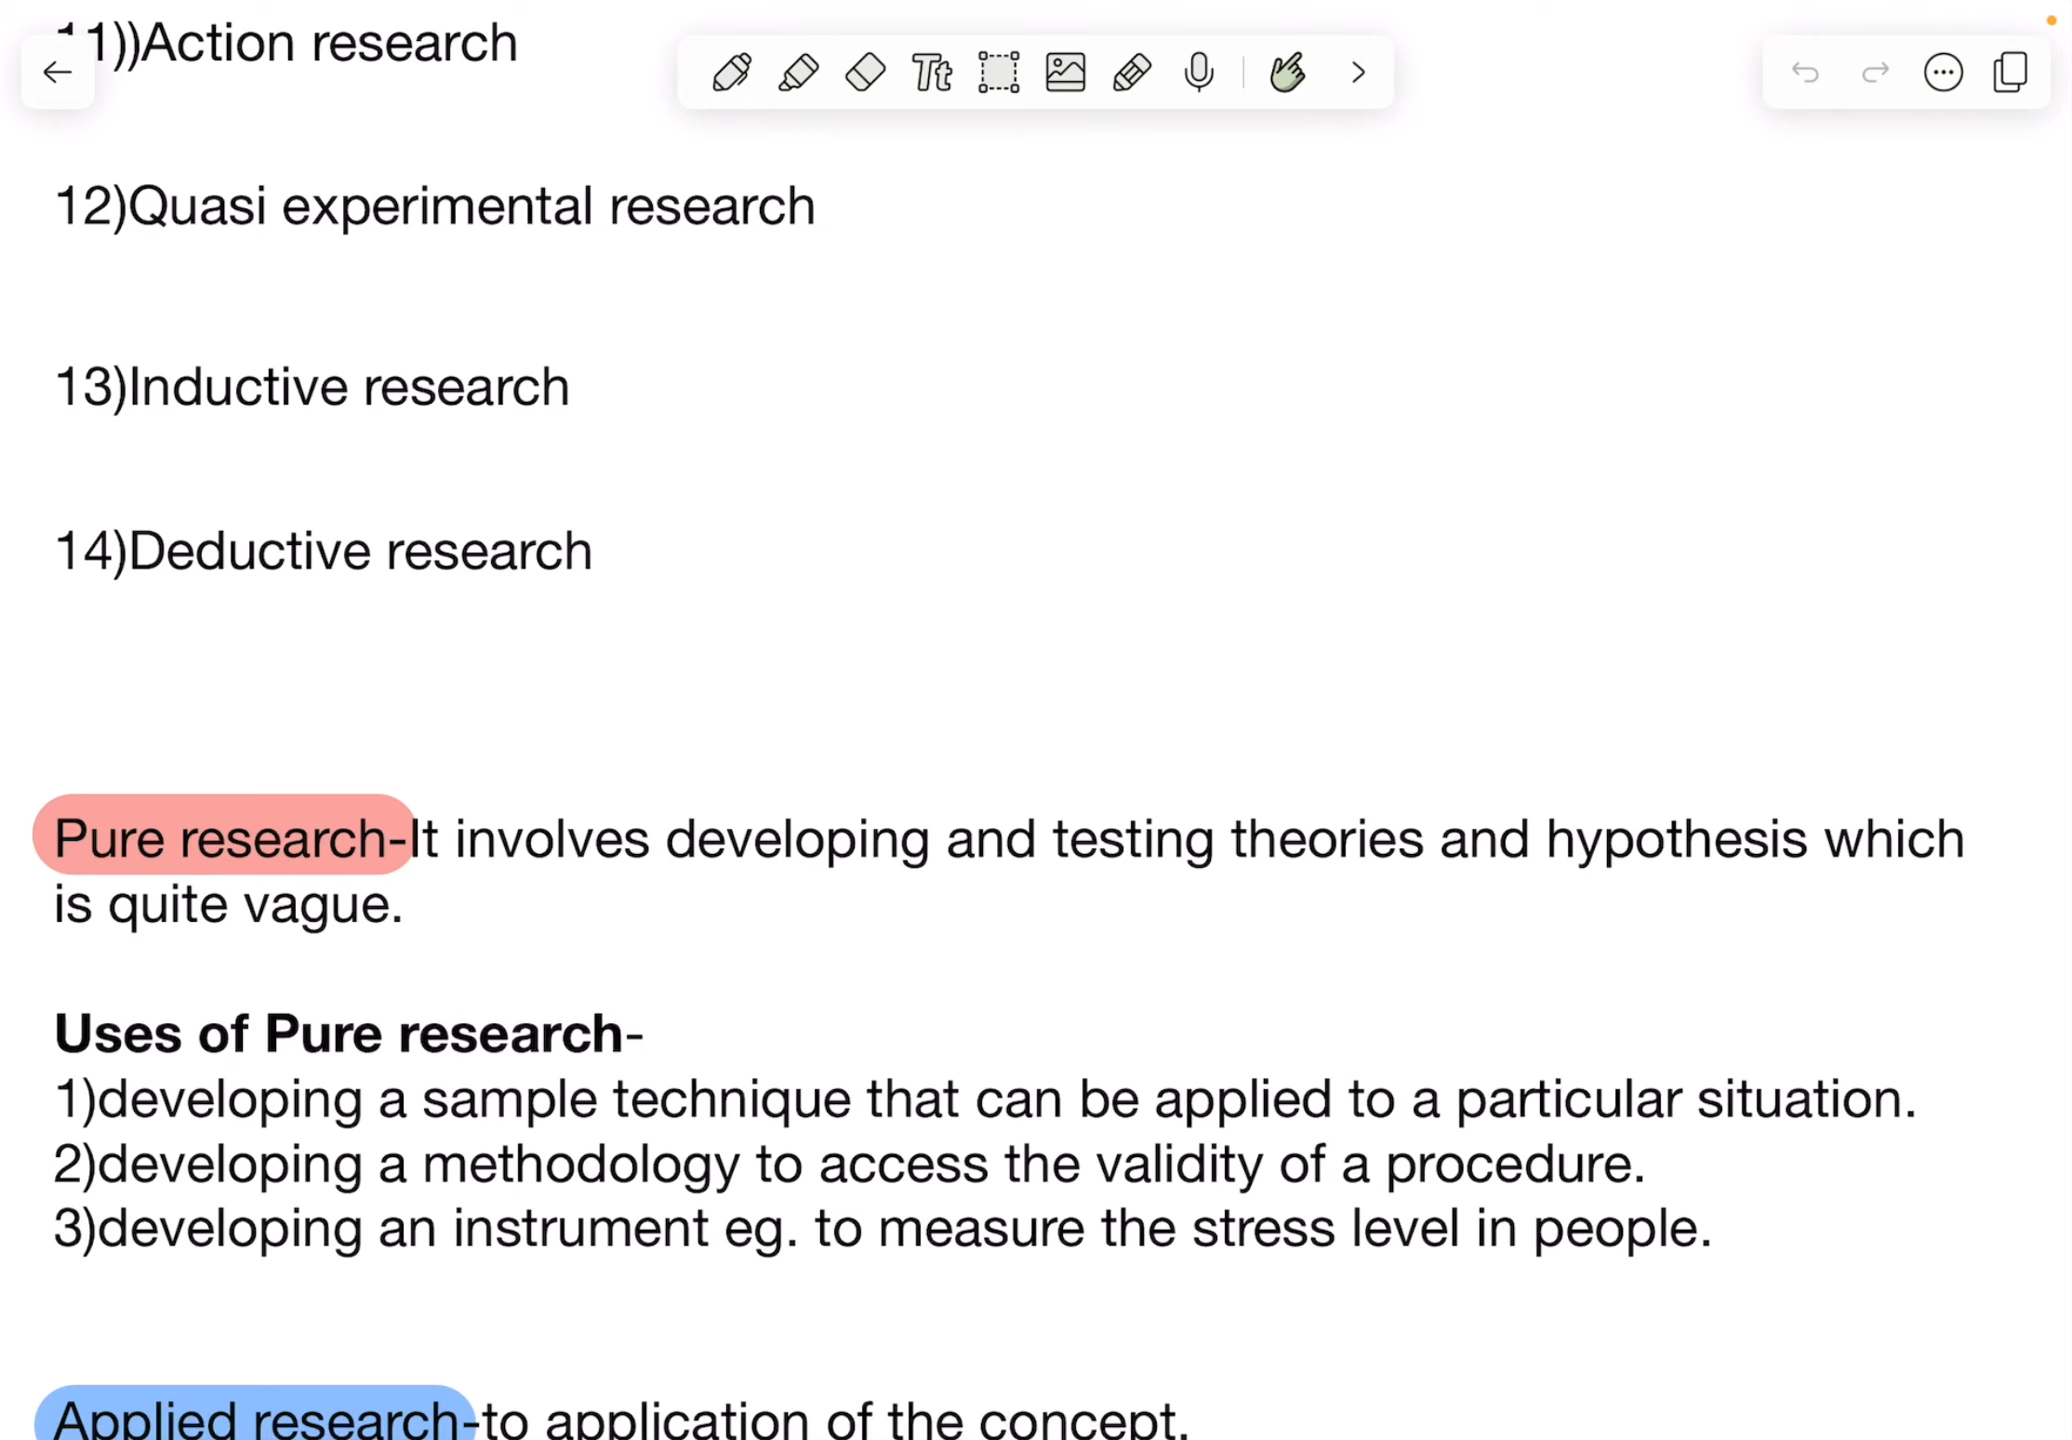 11))Action research
Tt
12)Quasi experimental research
13)Inductive research
14)Deductive research
Pure research-It involves developing and testing theories and hypothesis which
is quite vague.
Uses of Pure research-
1)developing a sample technique that can be applied to a particular situation.
2)developing a methodology to access the validity of a procedure.
3)developing an instrument eg. to measure the stress level in people.
Applied research-to application of the concept.